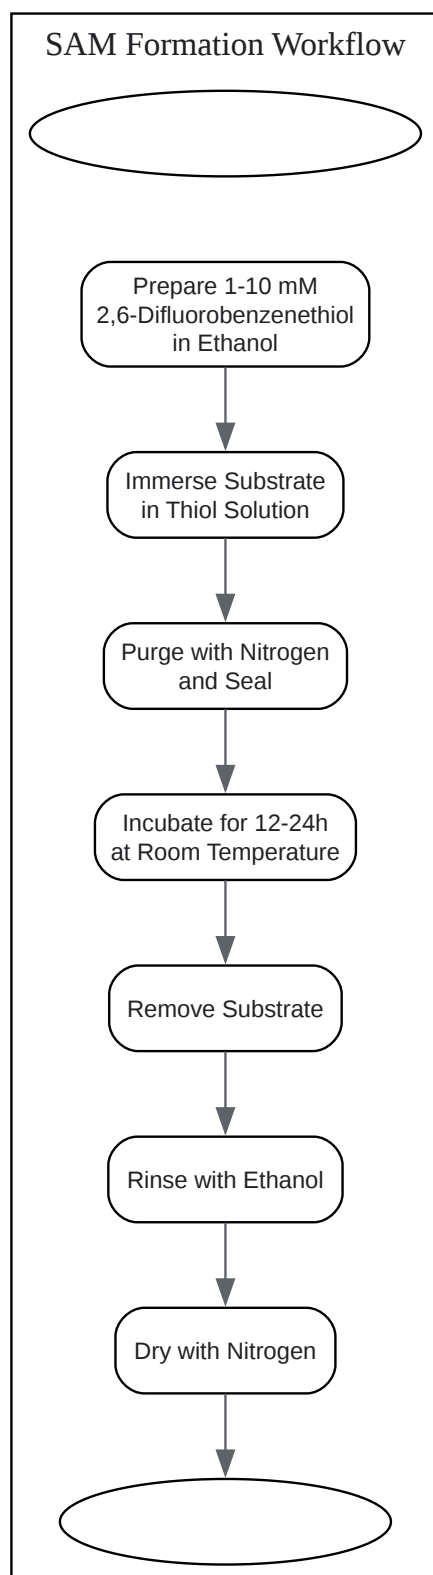 SAM Formation Workflow
Prepare 1-10 mM
2,6-Difluorobenzenethiol
in Ethanol
Immerse Substrate
in Thiol Solution
Purge with Nitrogen
and Seal
Incubate for 12-24h
at Room Temperature
Remove Substrate
Rinse with Ethanol
Dry with Nitrogen